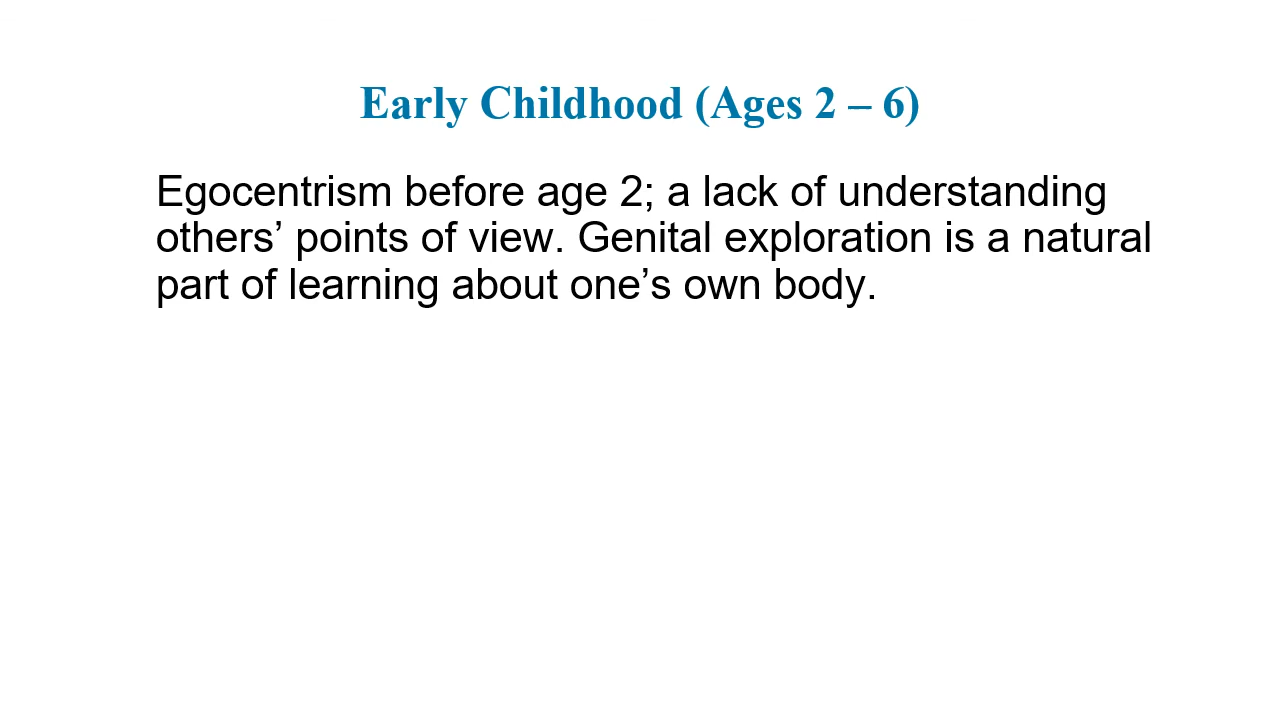 Early Childhood (Ages 2 – 6)
Egocentrism before age 2; a lack of understanding
others’ points of view. Genital exploration is a natural
part of learning about one’s own body.